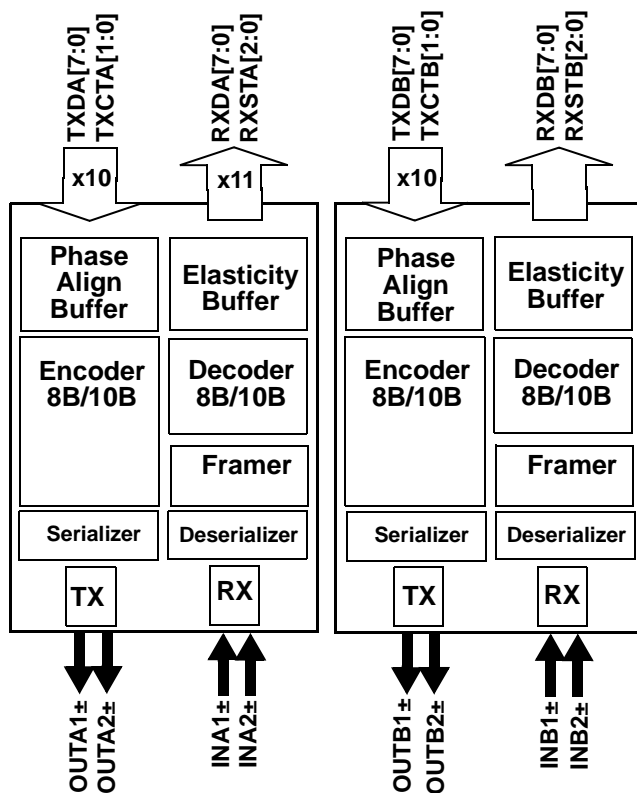 TXDA[7:0]
TXCTA[1:0]
RXDA[7:0]
RXSTA[2:0]
TXDB[7:0]
TXCTB[1:0]
RXDB[7:0]
RXSTB[2:0]
x10
x11
x10
Phase
Align
Buffer
Elasticity
Buffer
Phase
Align
Buffer
Elasticity
Buffer
Encoder
8B/10B
Decoder
8B/10B
Encoder
8B/10B
Decoder
8B/10B
Framer
Framer
Serializer
Deserializer
Serializer
Deserializer
TX
RX
TX
RX
OUTA1±
OUTA2±
INA1±
INA2±
OUTB1±
OUTB2±
INB1±
INB2±